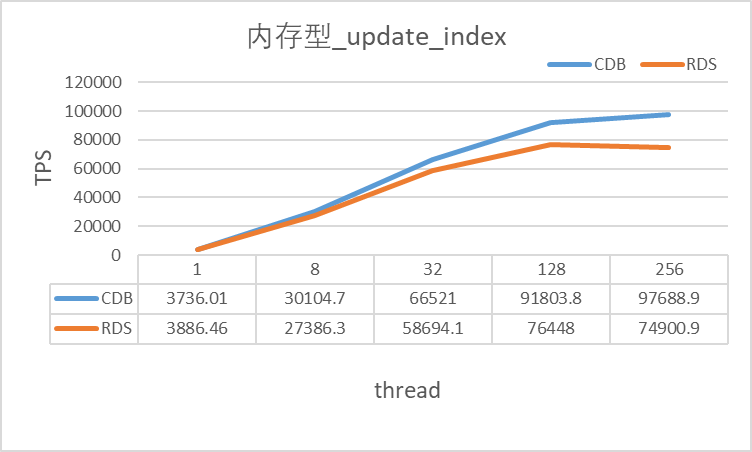 内存型_update_index
CDB RDS
120000
100000
80000
60000
40000
20000
0
TPS
1 8 32 128 256
CDB 3736.01 30104.7 66521 91803.8 97688.9
RDS 3886.46 27386.3 58694.1 76448 74900.9
thread